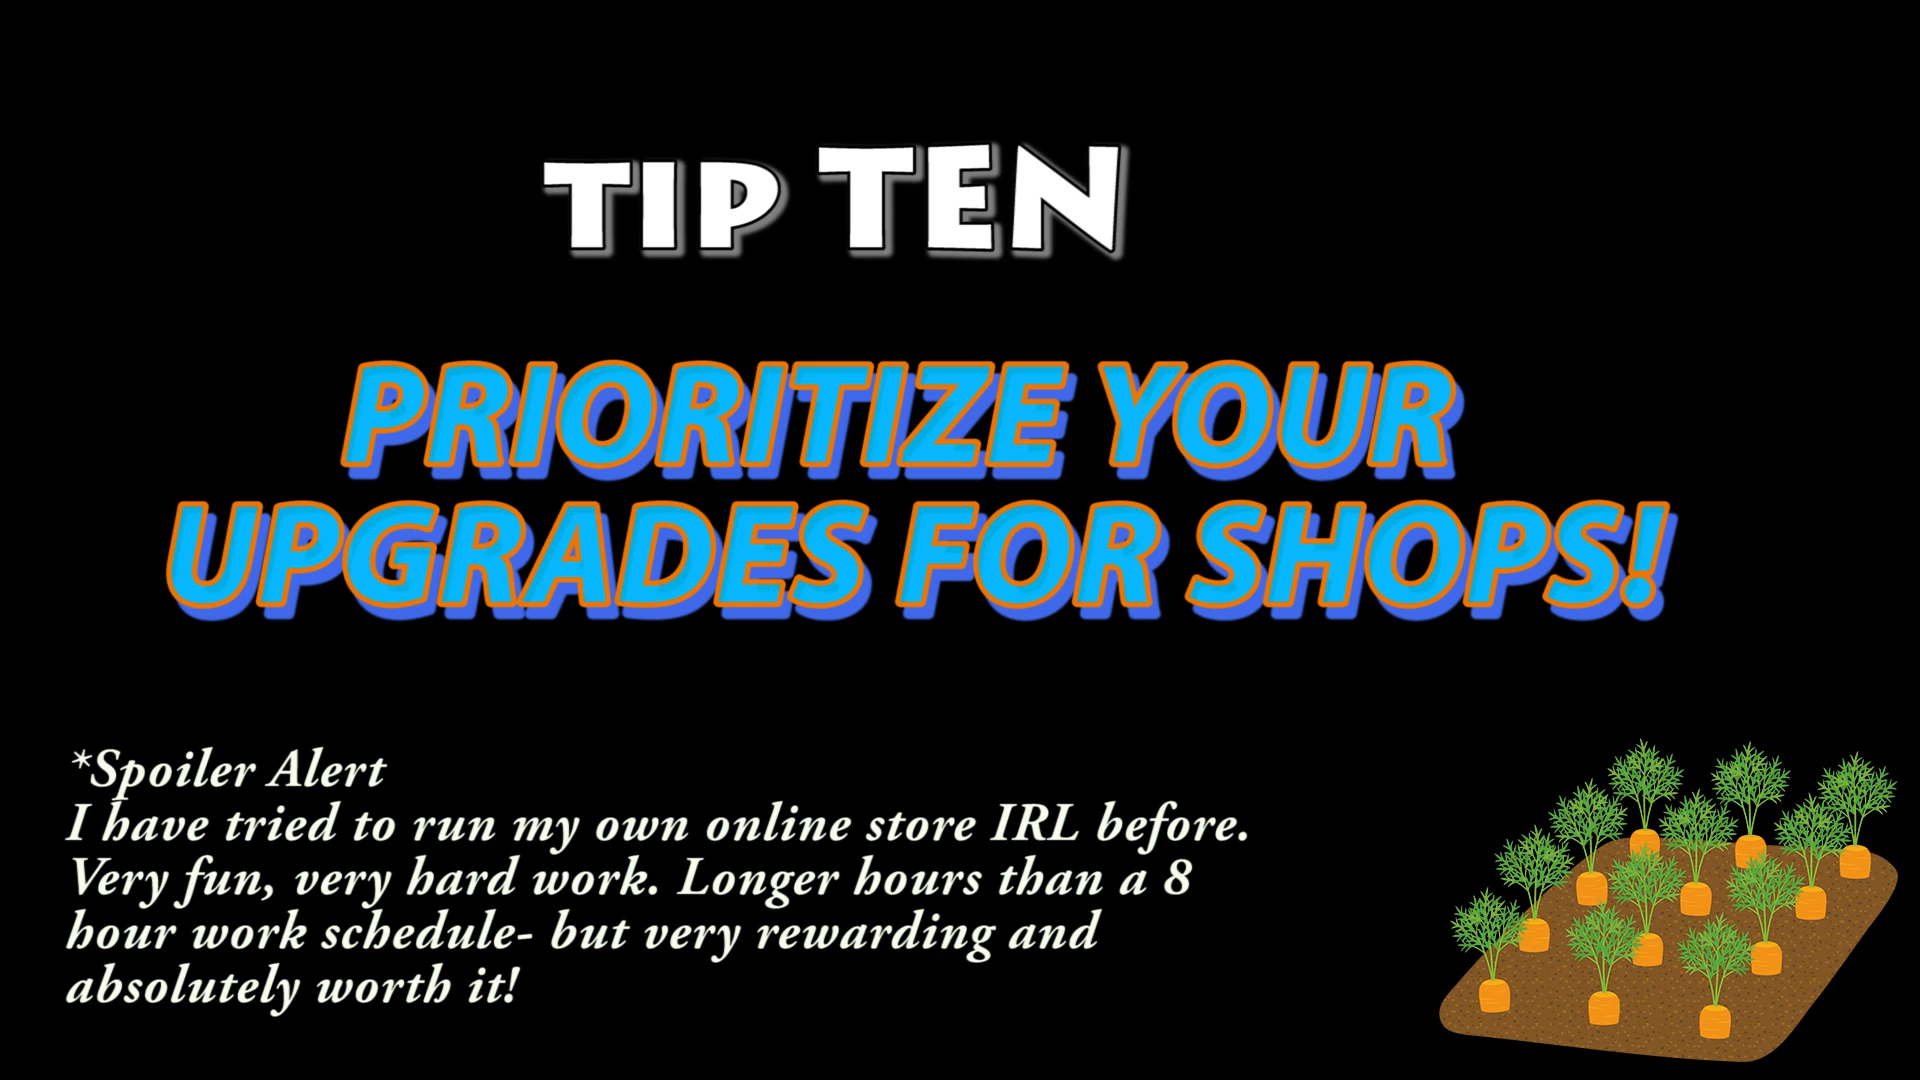 TIP TEN
PRIORITIZE YOUR
UPGRADES FOR SHOPS!
*Spoiler Alert
I have tried to run my own online store IRL before.
Very fun, very hard work. Longer hours than a 8
hour work schedule- but very rewarding and
absolutely worth it!